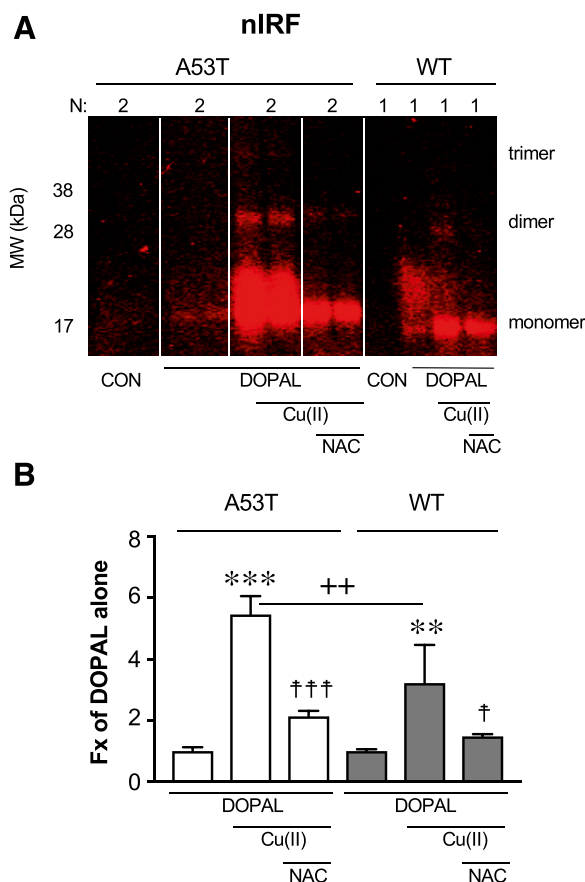 A
nIRF
A53T WT
N: 2 2 2 2 1 1 1 1
trimer
38
dimer
28
MW (kDa)
17
monomer
CON DOPAL CON DOPAL
Cu(II) Cu(II)
NAC NAC
B
A53T WT
8
6
4
2
0
Fx of DOPAL alone
*** ++ **
††† †
DOPAL DOPAL
Cu(II) Cu(II)
NAC NAC